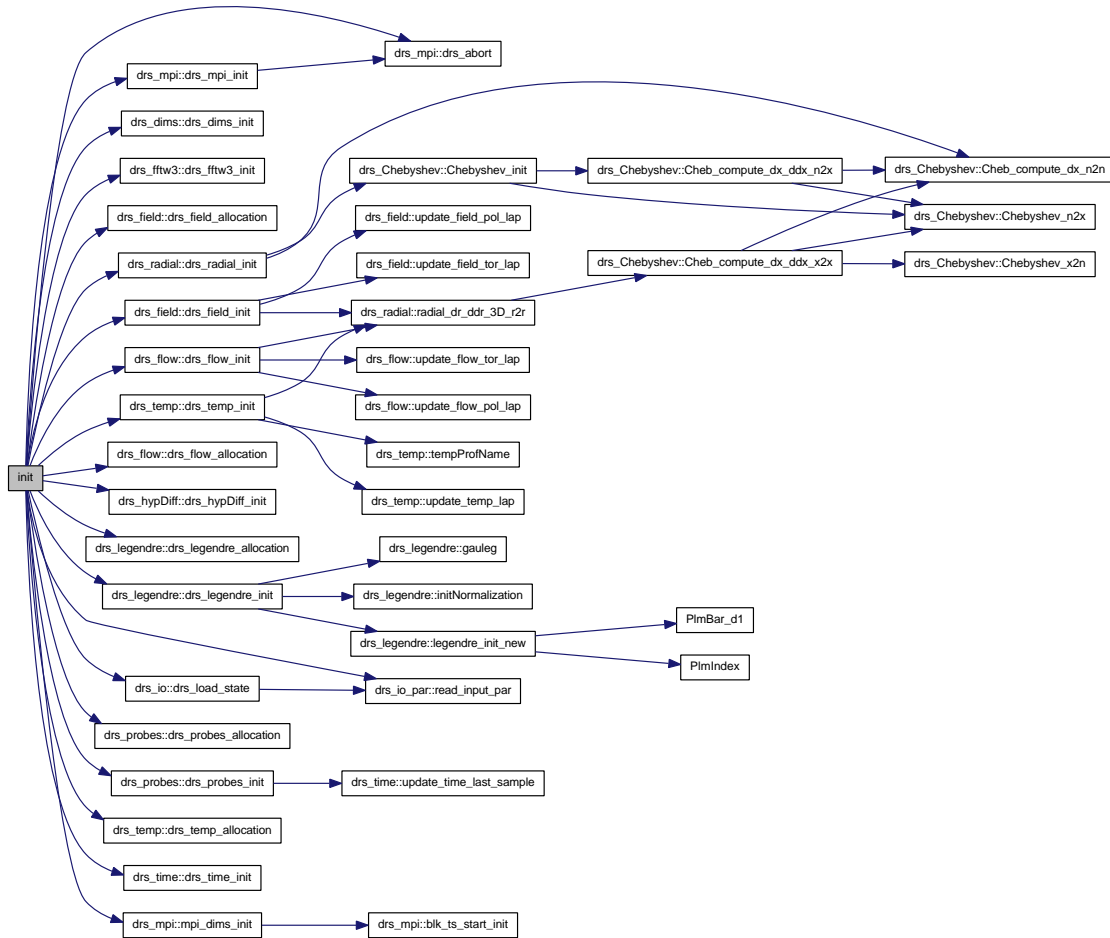 init
drs_mpi::drs_abort
drs_mpi::drs_mpi_init
drs_dims::drs_dims_init
drs_fftw3::drs_fftw3_init
drs_field::drs_field_allocation
drs_radial::drs_radial_init
drs_field::drs_field_init
drs_flow::drs_flow_init
drs_temp::drs_temp_init
drs_flow::drs_flow_allocation
drs_hypDiff::drs_hypDiff_init
drs_legendre::drs_legendre_allocation
drs_legendre::drs_legendre_init
drs_io::drs_load_state
drs_probes::drs_probes_allocation
drs_probes::drs_probes_init
drs_temp::drs_temp_allocation
drs_time::drs_time_init
drs_mpi::mpi_dims_init
drs_Chebyshev::Chebyshev_init
drs_field::update_field_pol_lap
drs_field::update_field_tor_lap
drs_radial::radial_dr_ddr_3D_r2r
drs_flow::update_flow_tor_lap
drs_flow::update_flow_pol_lap
drs_temp::tempProfName
drs_temp::update_temp_lap
drs_legendre::gauleg
drs_legendre::initNormalization
drs_legendre::legendre_init_new
drs_io_par::read_input_par
drs_time::update_time_last_sample
drs_mpi::blk_ts_start_init
drs_Chebyshev::Cheb_compute_dx_ddx_n2x
drs_Chebyshev::Cheb_compute_dx_ddx_x2x
PlmBar_d1
PlmIndex
drs_Chebyshev::Cheb_compute_dx_n2n
drs_Chebyshev::Chebyshev_n2x
drs_Chebyshev::Chebyshev_x2n